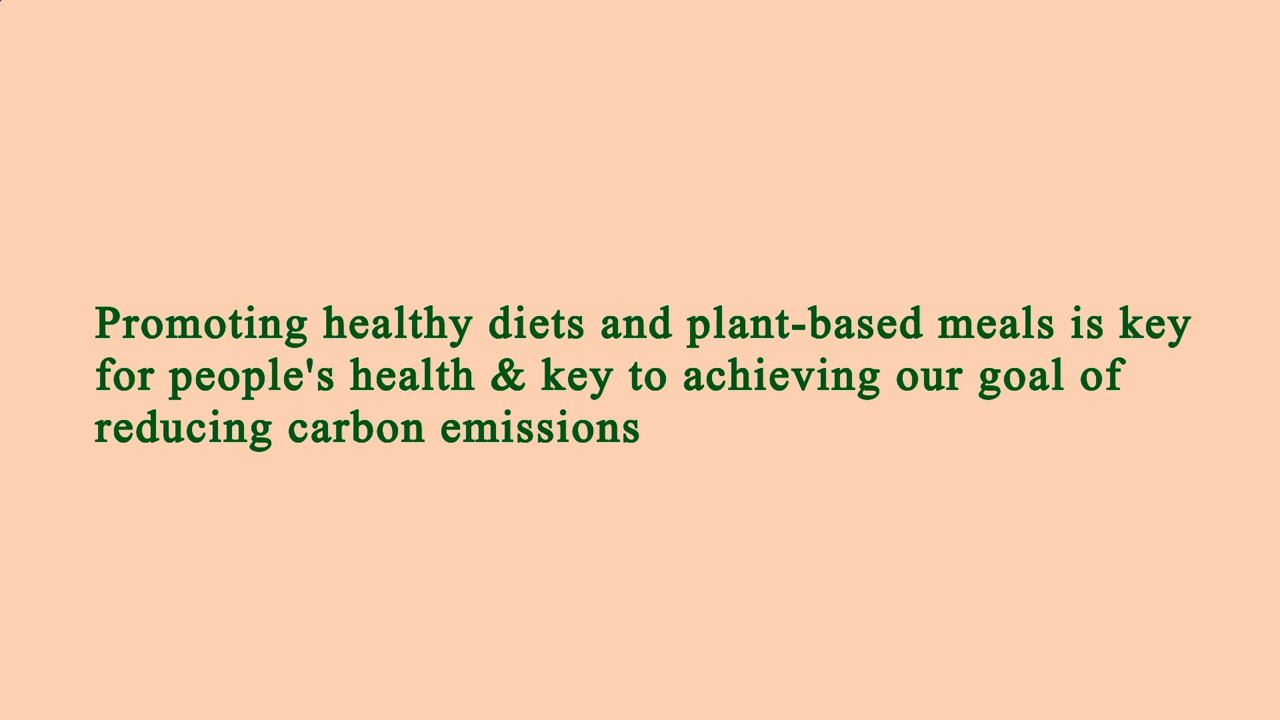 Promoting healthy diets and plant-based meals is key
for people's health & key to achieving our goal of
reducing carbon emissions